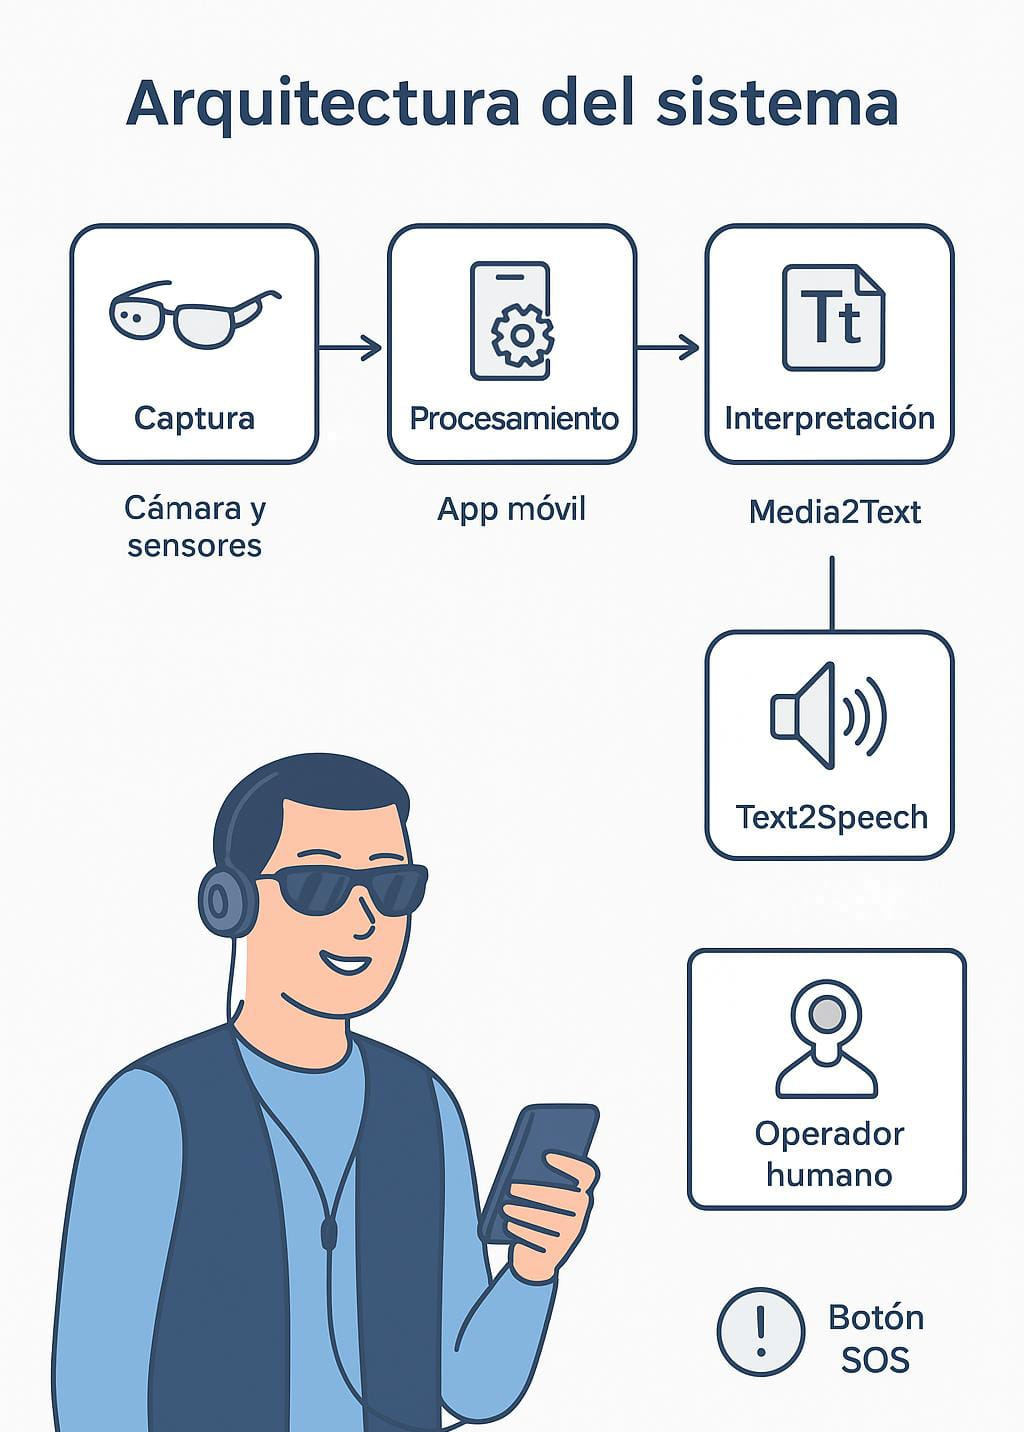 Arquitectura del sistema
Captura
Procesamiento
Tt
Interpretación
Cámara y
sensores
App móvil
Media2Text
Text2Speech
Operador
humano
!
Botón
SOS